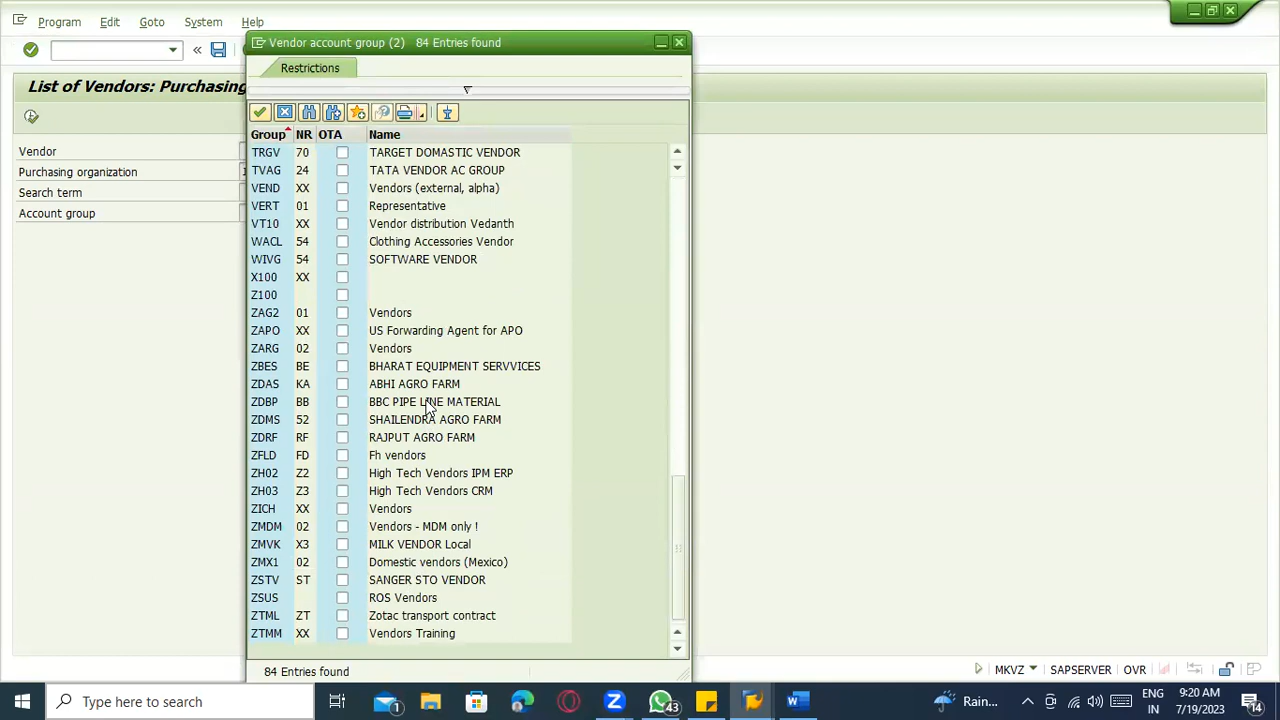 Program Edit Goto System Help
Vendor account group (2) 84 Entries found
Restrictions
List of Vendors: Purchasing
Group NR OTA Name
TRGV 70 TARGET DOMASTIC VENDOR
TVAG 24 TATA VENDOR AC GROUP
VEND XX Vendors (external, alpha)
VERT 01 Representative
VT10 XX Vendor distribution Vedanth
WACL 54 Clothing Accessories Vendor
WIVG 54 SOFTWARE VENDOR
X100 XX
Z100
ZAG2 01 Vendors
ZAPO XX US Forwarding Agent for APO
ZARG 02 Vendors
ZBES BE BHARAT EQUIPMENT SERVVICES
ZDAS KA ABHI AGRO FARM
ZDBP BB BBC PIPE LINE MATERIAL
ZDMS 52 SHAILENDRA AGRO FARM
ZDRF RF RAJPUT AGRO FARM
ZFLD FD Fh vendors
ZH02 Z2 High Tech Vendors IPM ERP
ZH03 Z3 High Tech Vendors CRM
ZICH XX Vendors
ZMDM 02 Vendors - MDM only !
ZMVK X3 MILK VENDOR Local
ZMX1 02 Domestic vendors (Mexico)
ZSTV ST SANGER STO VENDOR
ZSUS ROS Vendors
ZTML ZT Zotac transport contract
ZTMM XX Vendors Training
84 Entries found
Vendor
Purchasing organization
Search term
Account group
MKVZ SAPSERVER OVR
Type here to search
1
43
Rain...
ENG
IN
9:20 AM
7/19/2023
14